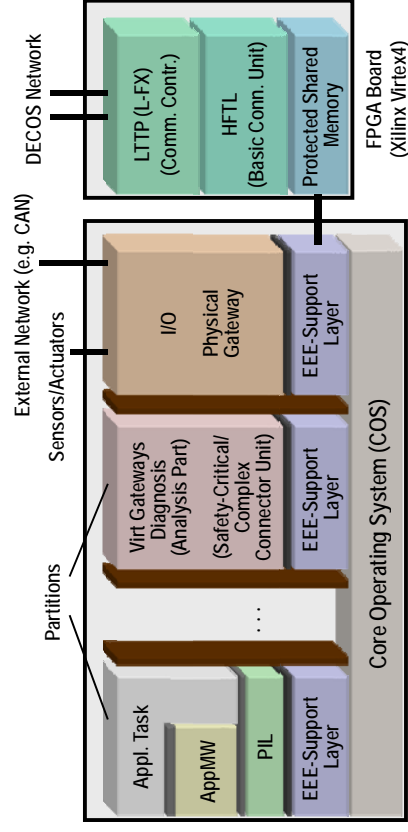 Partitions
Sensors/Actuators
External Network (e.g. CAN)
DECOS Network
Appl. Task
AppMW
PIL
EEE-Support
Layer
. . .
Virt Gateways
Diagnosis
(Analysis Part)
(Safety-Critical/
Complex
Connector Unit)
EEE-Support
Layer
I/O
Physical
Gateway
EEE-Support
Layer
Core Operating System (COS)
LTTP (L-FX)
(Comm. Contr.)
HFTL
(Basic Conn. Unit)
Protected Shared
Memory
FPGA Board
(Xilinx Virtex4)